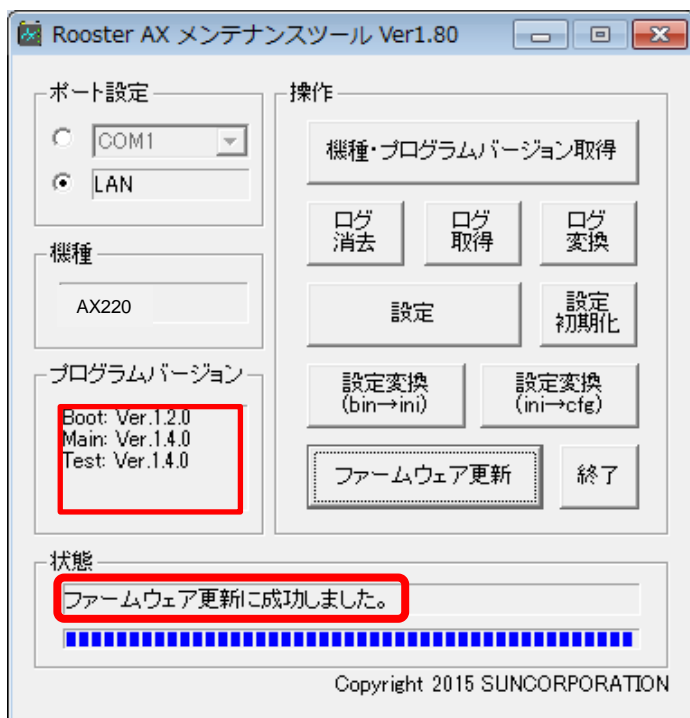 Rooster AX メンテナンスツール Ver1.80
ポート設定
COM1
LAN
機種
AX220
プログラムバージョン
Boot: Ver.1.2.0
Main: Ver.1.4.0
Test: Ver.1.4.0
操作
機種・プログラムバージョン取得
ログ
消去
ログ
取得
ログ
変換
設定
設定
初期化
設定変換
(bin→ini)
設定変換
(ini→cfg)
ファームウェア更新
終了
状態
ファームウェア更新に成功しました。
Copyright 2015 SUNCORPORATION